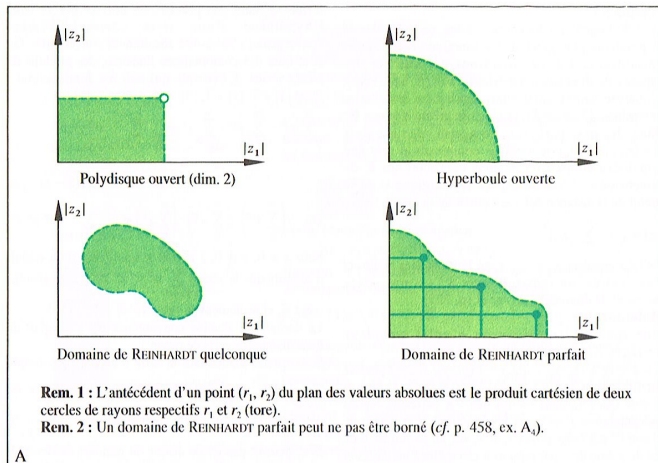 |z₂|
|z₁|
Polydisque ouvert (dim. 2)
|z₂|
|z₁|
Hyperboule ouverte
|z₂|
|z₁|
Domaine de REINHARDT quelconque
|z₂|
|z₁|
Domaine de REINHARDT parfait
Rem. 1 : L'antécédent d'un point (r₁, r₂) du plan des valeurs absolues est le produit cartésien de deux
cercles de rayons respectifs r₁ et r₂ (tore).
Rem. 2 : Un domaine de REINHARDT parfait peut ne pas être borné (cf. p. 458, ex. A₄).
A